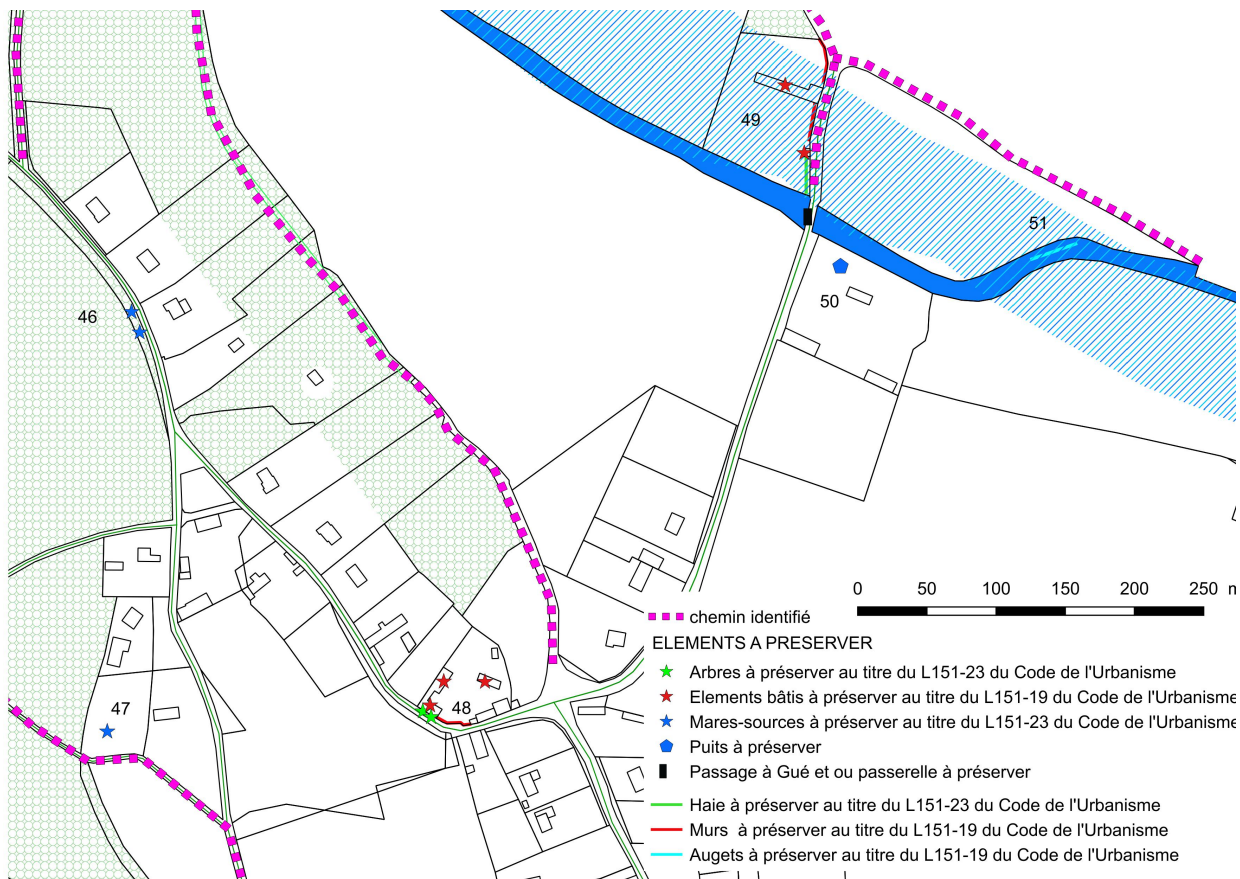 49
51
46
50
0 50 100 150 200 250 m
chemin identifié
ELEMENTS A PRESERVER
Arbres à préserver au titre du L151-23 du Code de l'Urbanisme
Elements bâtis à préserver au titre du L151-19 du Code de l'Urbanisme
47
48
Mares-sources à préserver au titre du L151-23 du Code de l'Urbanisme
Puits à préserver
Passage à Gué et ou passerelle à préserver
Haie à préserver au titre du L151-23 du Code de l'Urbanisme
Murs à préserver au titre du L151-19 du Code de l'Urbanisme
Augets à préserver au titre du L151-19 du Code de l'Urbanisme